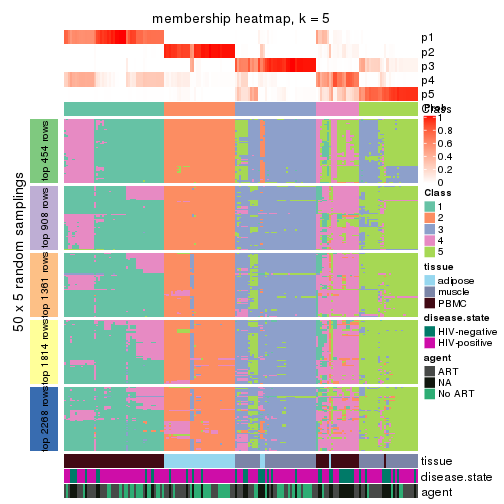 membership heatmap, k = 5
p1
p2
p3
p4
p5
Prob
Class
1
0.8
0.6
0.4
0.2
0
Class
1
2
3
4
5
tissue
adipose
muscle
PBMC
disease.state
HIV-negative
HIV-positive
agent
ART
NA
No ART
50 x 5 random samplings
top 454 rows
top 908 rows
top 1361 rows
top 1814 rows
top 2268 rows
tissue
disease.state
agent